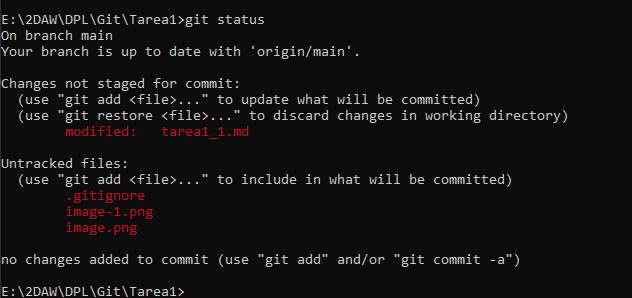 E:\2DAW\DPL\Git\Tarea1>git status
On branch main
Your branch is up to date with 'origin/main'.
Changes not staged for commit:
  (use "git add <file>..." to update what will be committed)
  (use "git restore <file>..." to discard changes in working directory)
        modified:   tarea1_1.md
Untracked files:
  (use "git add <file>..." to include in what will be committed)
        .gitignore
        image-1.png
        image.png
no changes added to commit (use "git add" and/or "git commit -a")
E:\2DAW\DPL\Git\Tarea1>